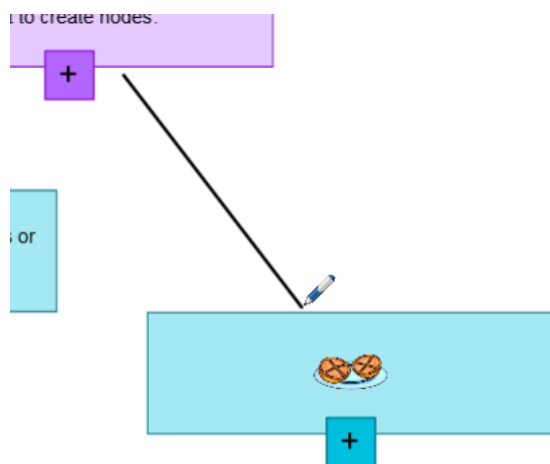 to create nodes.
+
or
+